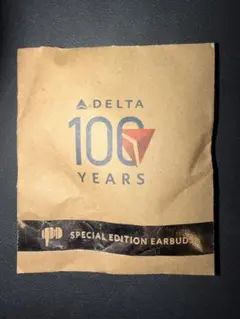 DELTA
100
YEARS
SPECIAL EDITION EARBUDS